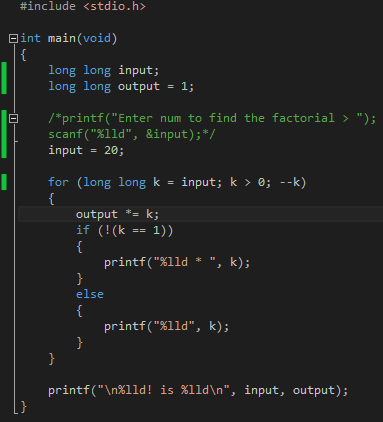 #include <stdio.h>
int main(void)
{
    long long input;
    long long output = 1;
    /*printf("Enter num to find the factorial > ");
    scanf("%lld", &input);*/
    input = 20;
    for (long long k = input; k > 0; --k)
    {
        output *= k;
        if (!(k == 1))
        {
            printf("%lld * ", k);
        }
        else
        {
            printf("%lld", k);
        }
    }
    printf("\n%lld! is %lld\n", input, output);
}